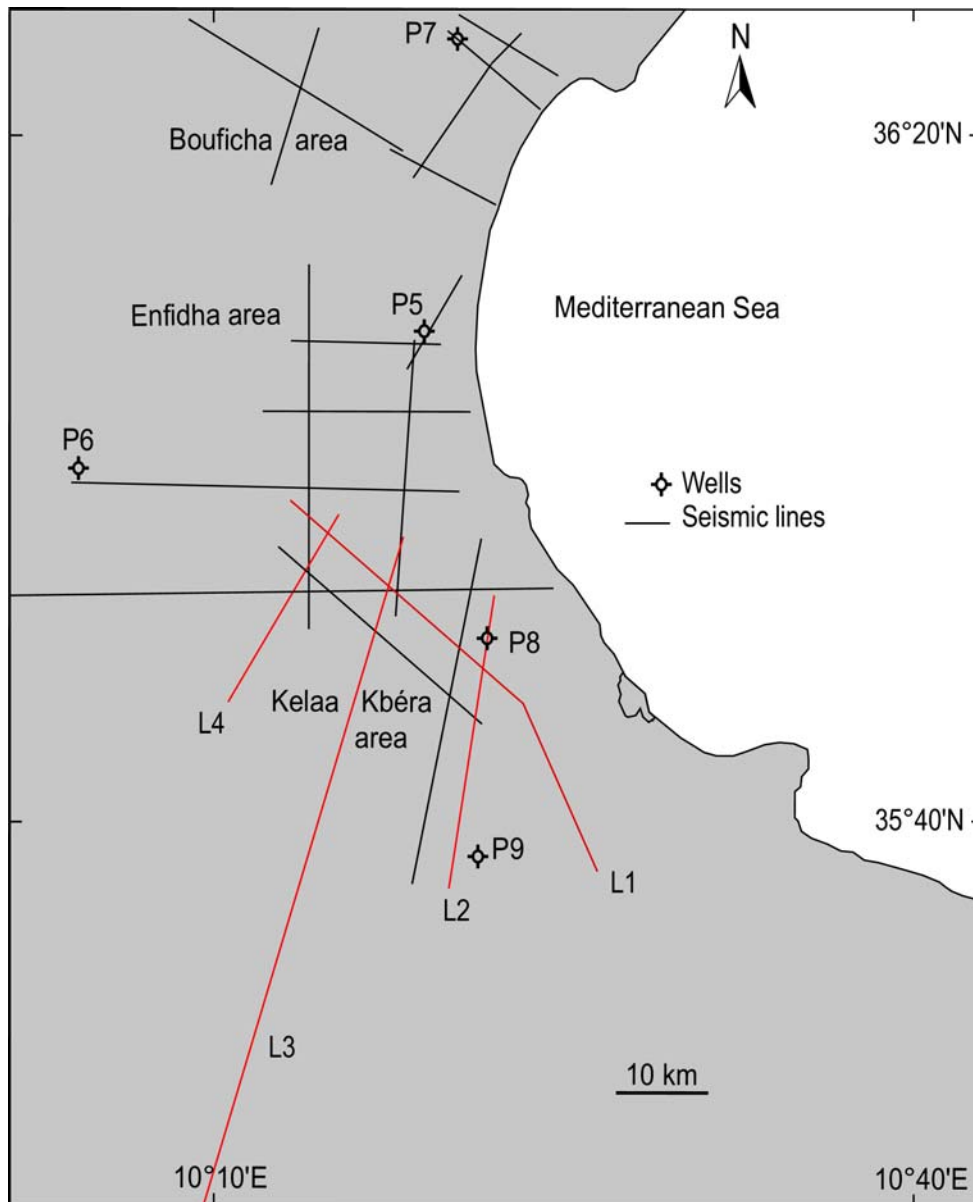 P7
N
Bouficha area
36°20'N
Enfidha area
P5
Mediterranean Sea
P6
Wells
Seismic lines
P8
L4
Kelaa Kbéra
area
35°40'N
P9
L1
L2
L3
10 km
10°10'E
10°40'E